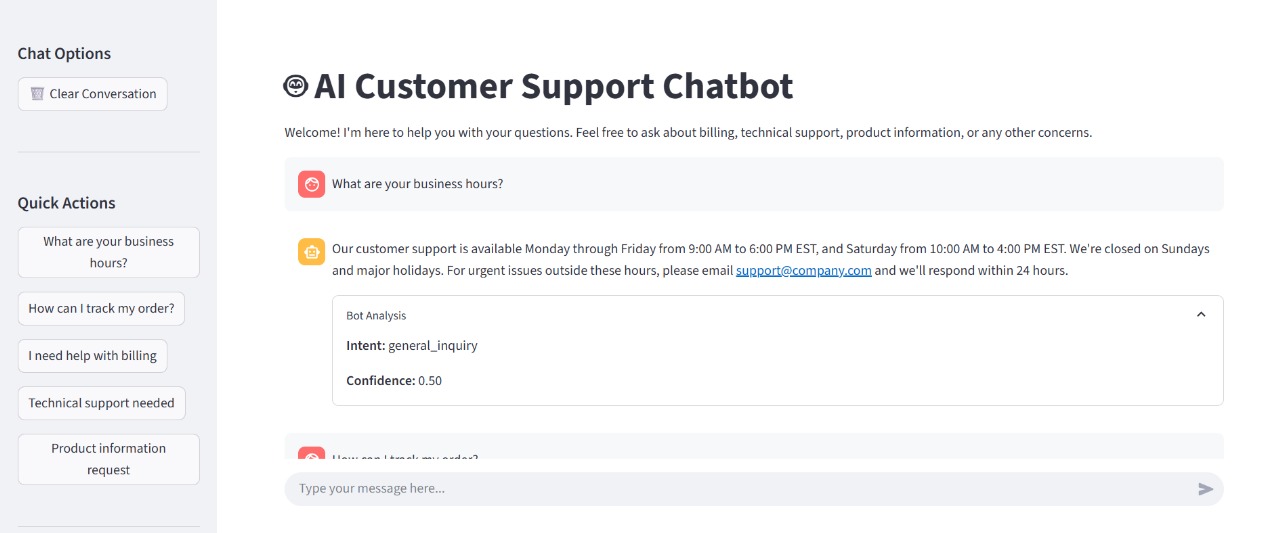 Chat Options
Clear Conversation
Quick Actions
What are your business
hours?
How can I track my order?
I need help with billing
Technical support needed
Product information
request
AI Customer Support Chatbot
Welcome! I'm here to help you with your questions. Feel free to ask about billing, technical support, product information, or any other concerns.
What are your business hours?
Our customer support is available Monday through Friday from 9:00 AM to 6:00 PM EST, and Saturday from 10:00 AM to 4:00 PM EST. We're closed on Sundays
and major holidays. For urgent issues outside these hours, please email support@company.com and we'll respond within 24 hours.
Bot Analysis
Intent: general_inquiry
Confidence: 0.50
How can I track my order?
Type your message here...